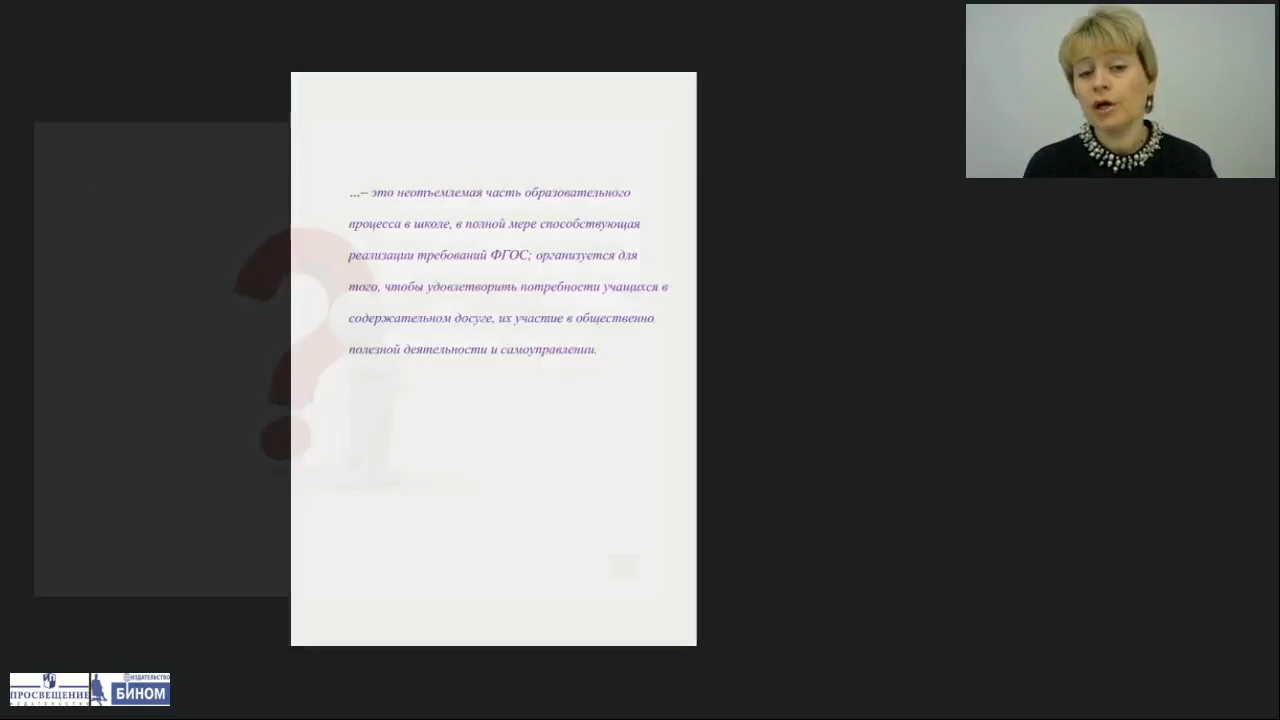 ...– это неотъемлемая часть образовательного
процесса в школе, в полной мере способствующая
реализации требований ФГОС; организуется для
того, чтобы удовлетворить потребности учащихся в
содержательном досуге, их участие в общественно
полезной деятельности и самоуправлении.
ПРОСВЕЩЕНИЕ
ИЗДАТЕЛЬСТВО
ИЗДАТЕЛЬСТВО
БИНОМ